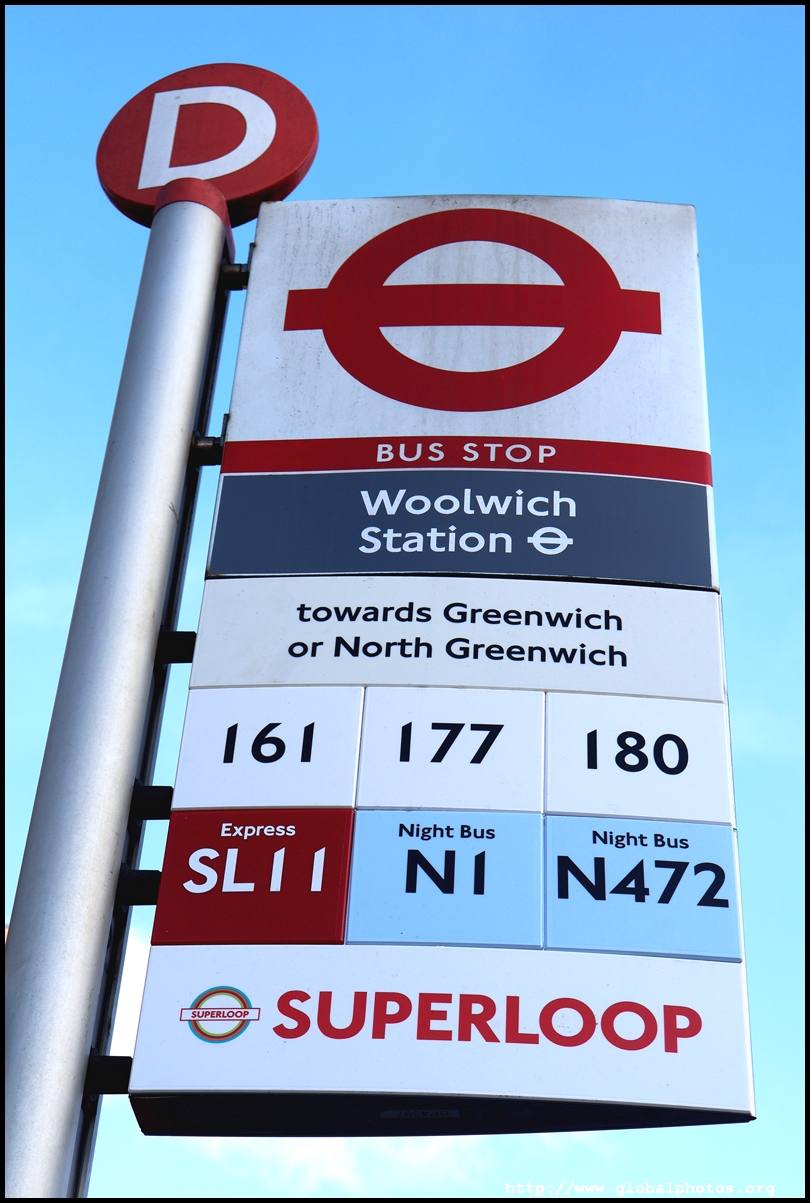 D
BUS STOP
Woolwich
Station
towards Greenwich
or North Greenwich
161 177 180
Express Night Bus Night Bus
SL11 N1 N472
SUPERLOOP SUPERLOOP
http://www.globalphotos.org